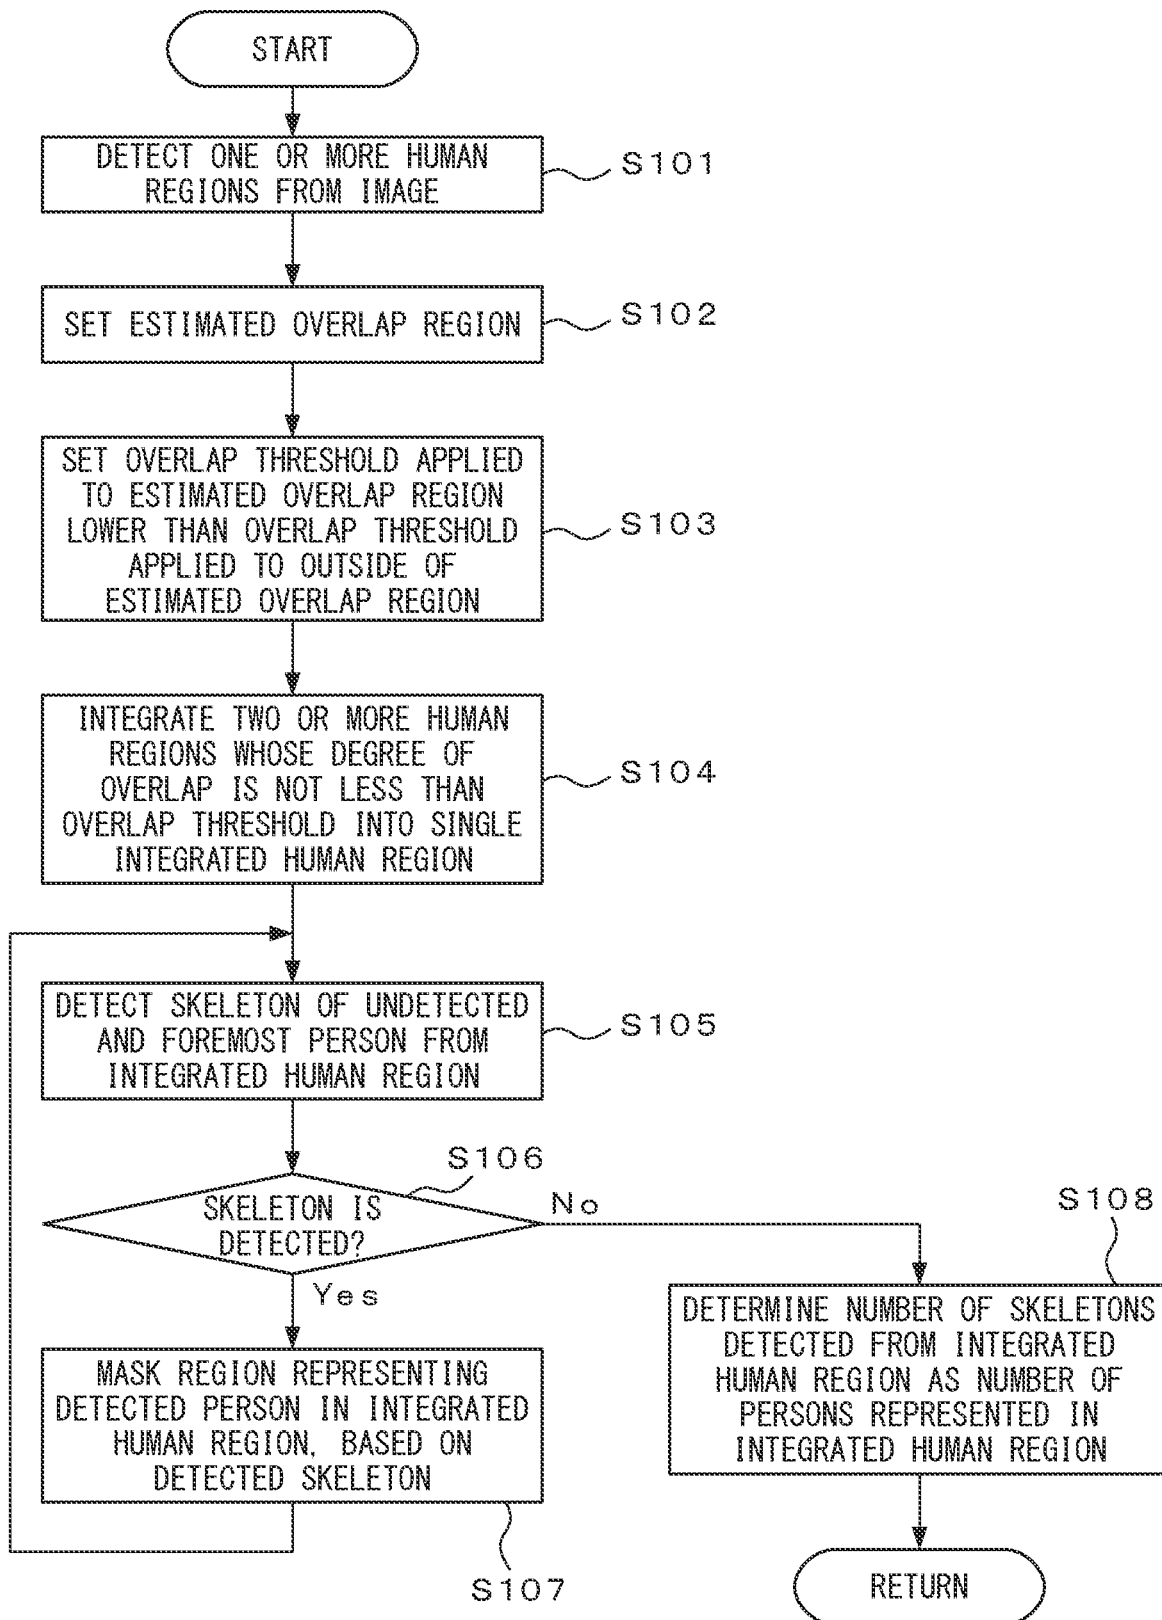 START
DETECT ONE OR MORE HUMAN
REGIONS FROM IMAGE
S101
SET ESTIMATED OVERLAP REGION
S102
SET OVERLAP THRESHOLD APPLIED
TO ESTIMATED OVERLAP REGION
LOWER THAN OVERLAP THRESHOLD
APPLIED TO OUTSIDE OF
ESTIMATED OVERLAP REGION
S103
INTEGRATE TWO OR MORE HUMAN
REGIONS WHOSE DEGREE OF
OVERLAP IS NOT LESS THAN
OVERLAP THRESHOLD INTO SINGLE
INTEGRATED HUMAN REGION
S104
DETECT SKELETON OF UNDETECTED
AND FOREMOST PERSON FROM
INTEGRATED HUMAN REGION
S105
SKELETON IS
DETECTED?
S106
No
Yes
MASK REGION REPRESENTING
DETECTED PERSON IN INTEGRATED
HUMAN REGION, BASED ON
DETECTED SKELETON
S107
S108
DETERMINE NUMBER OF SKELETONS
DETECTED FROM INTEGRATED
HUMAN REGION AS NUMBER OF
PERSONS REPRESENTED IN
INTEGRATED HUMAN REGION
RETURN